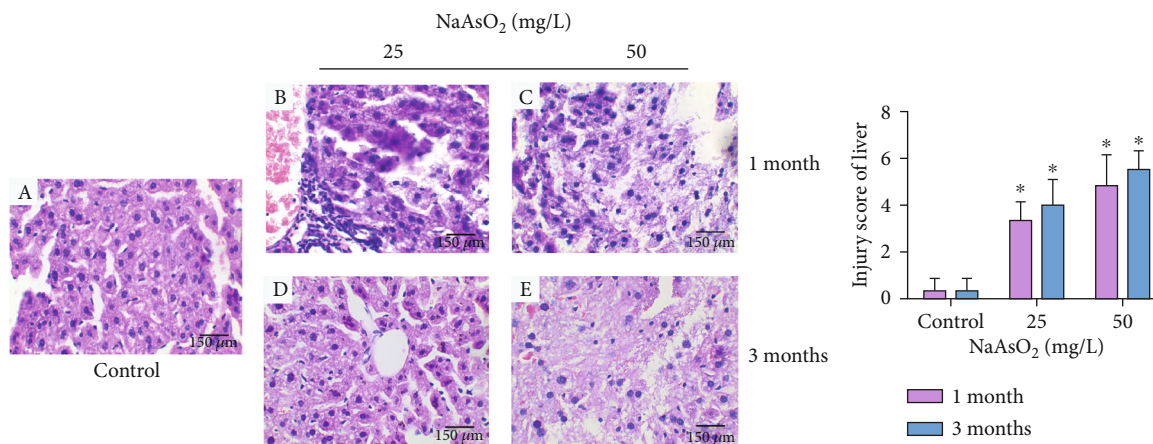 NaAsO₂ (mg/L)
25 50
A
150 μm
Control
B
150 μm
C
150 μm
1 month
D
150 μm
E
150 μm
3 months
Injury score of liver
8
6
4
2
0
* * * *
Control 25 50
NaAsO₂ (mg/L)
1 month
3 months